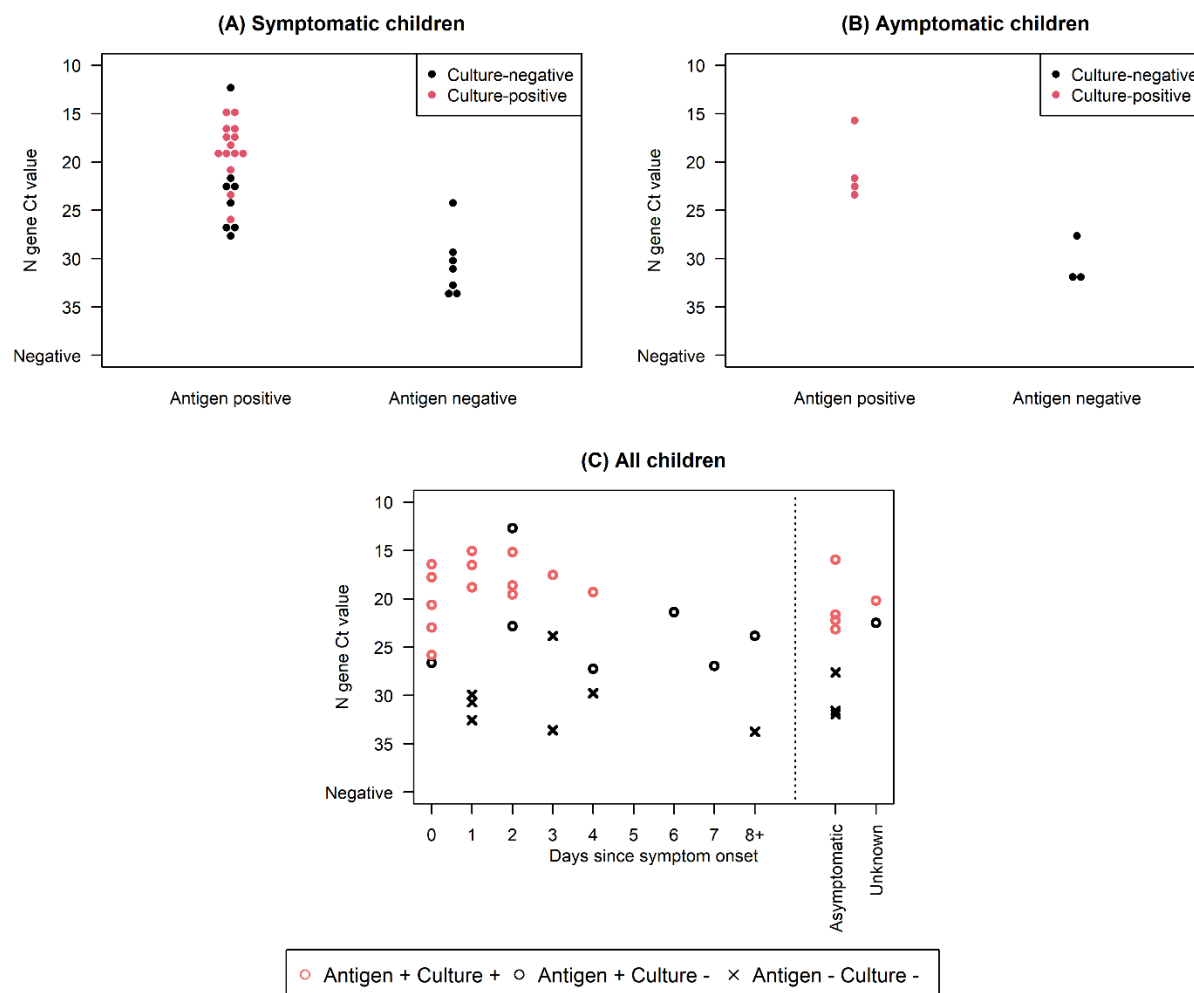 (A) Symptomatic children
10
15
20
25
30
35
Negative
N gene Ct value
Culture-negative
Culture-positive
Antigen positive
Antigen negative
(B) Aymptomatic children
10
15
20
25
30
35
Negative
N gene Ct value
Culture-negative
Culture-positive
Antigen positive
Antigen negative
(C) All children
10
15
20
25
30
35
Negative
N gene Ct value
0 1 2 3 4 5 6 7 8+
Asymptomatic
Unknown
Days since symptom onset
Antigen + Culture + Antigen + Culture - Antigen - Culture -